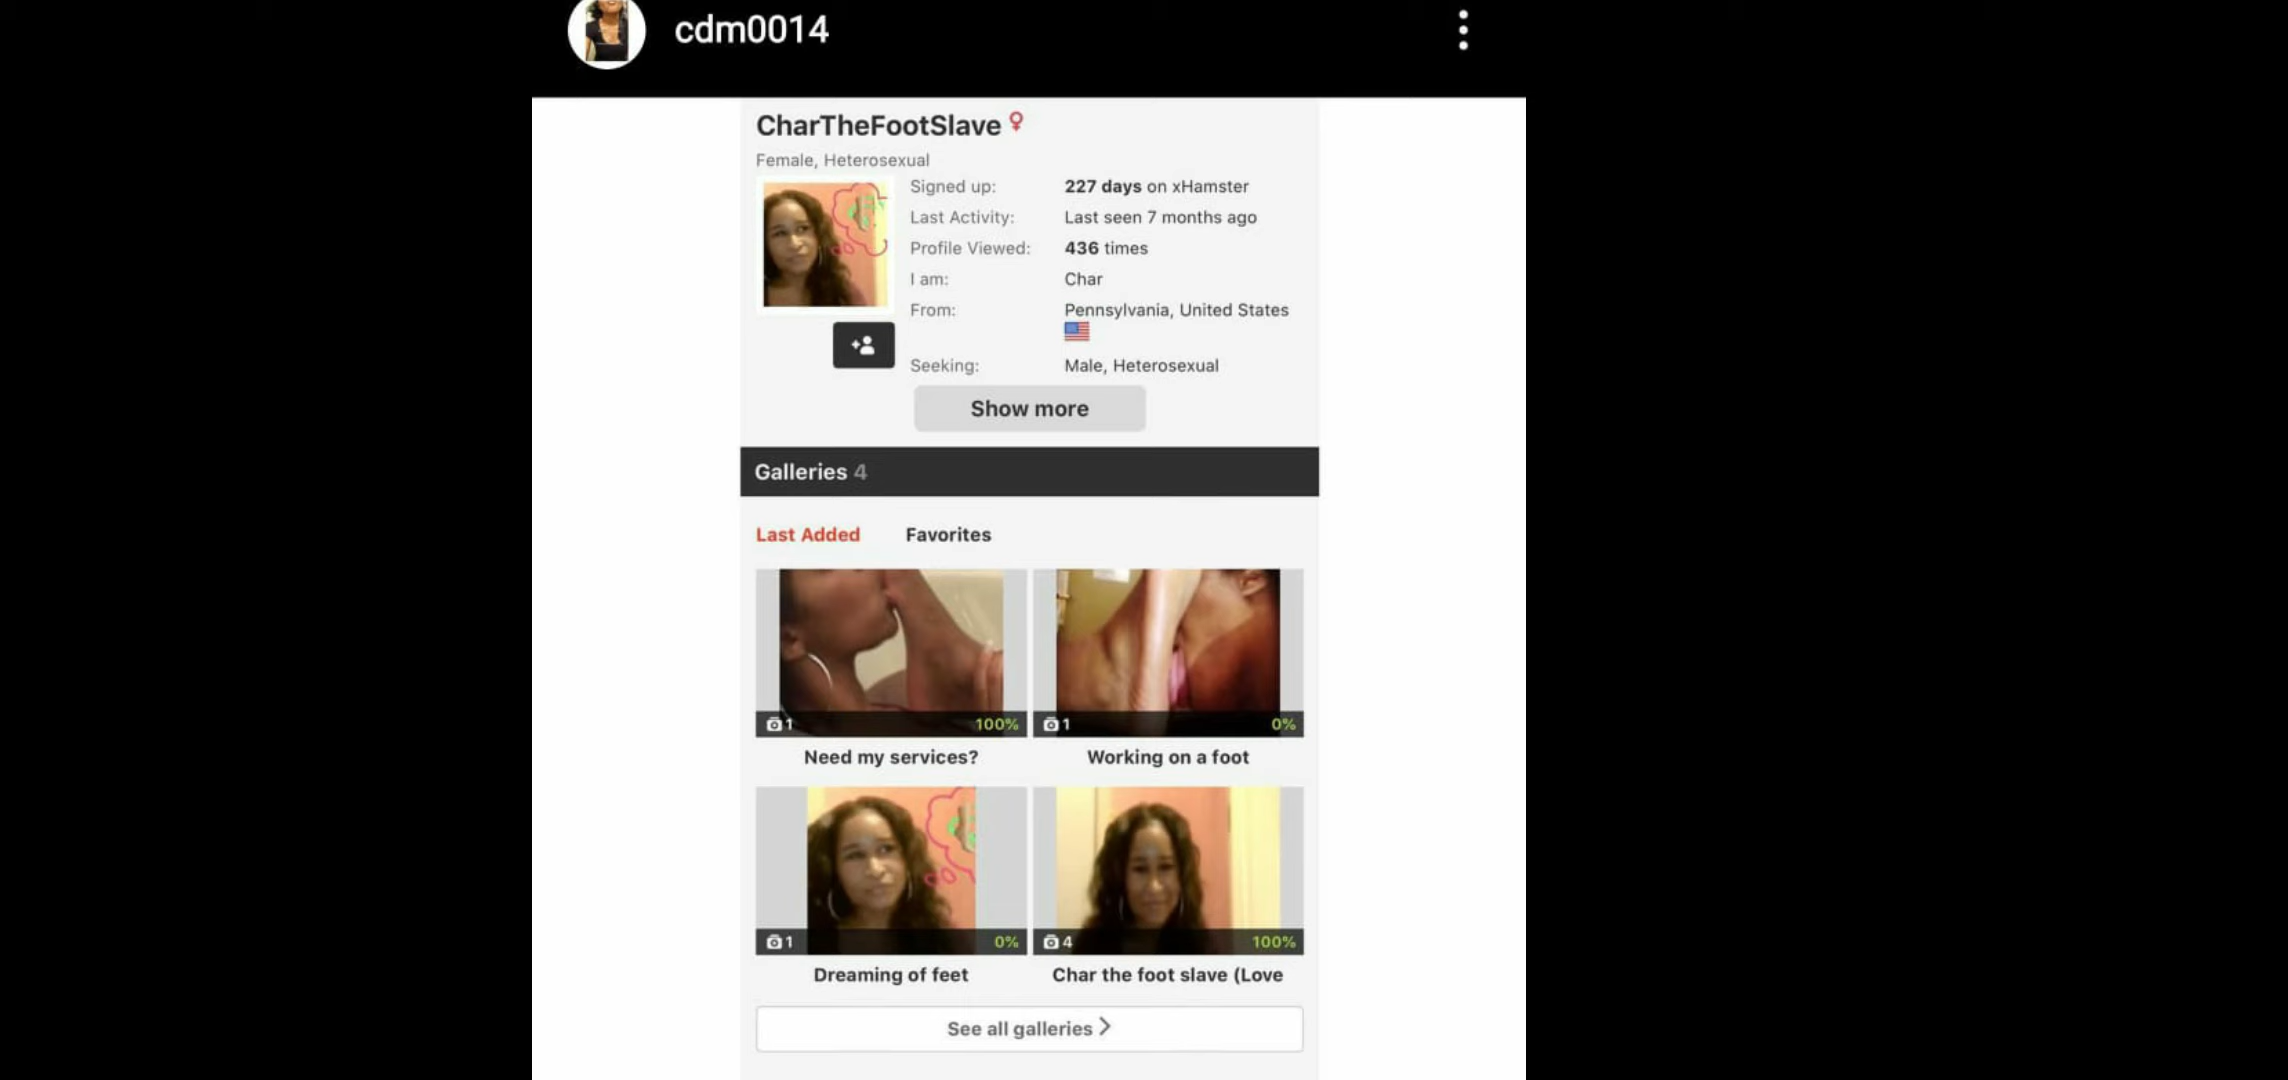 cdm0014
CharTheFootSlave
Female, Heterosexual
Signed up: 227 days on xHamster
Last Activity: Last seen 7 months ago
Profile Viewed: 436 times
I am: Char
From: Pennsylvania, United States
Seeking: Male, Heterosexual
Show more
Galleries 4
Last Added Favorites
1 100% 1 0%
Need my services? Working on a foot
1 0% 4 100%
Dreaming of feet Char the foot slave (Love
See all galleries